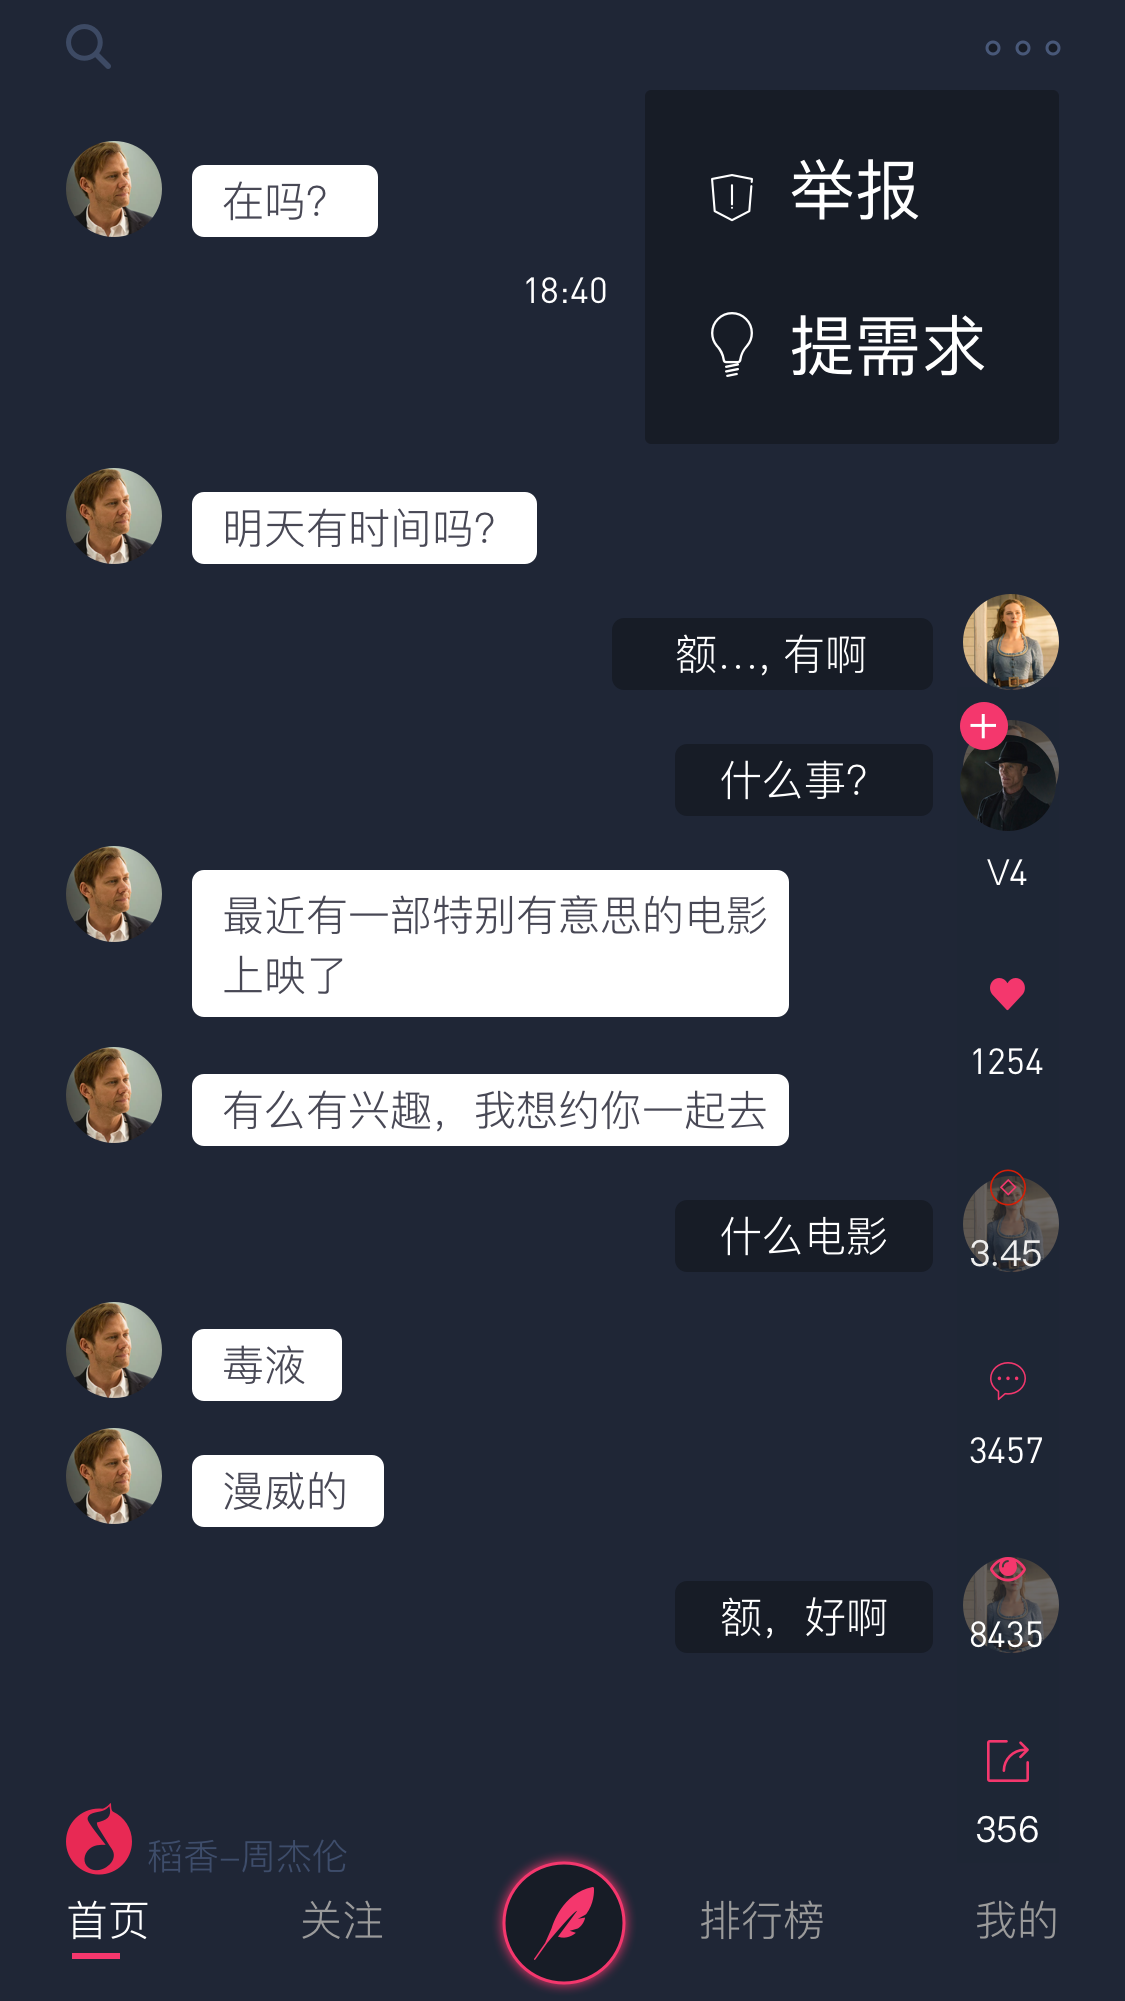 举报
在吗?
18:40
提需求
明天有时间吗?
额…, 有啊
什么事?
V4
最近有一部特别有意思的电影
上映了
1254
有么有兴趣，我想约你一起去
什么电影
3.45
毒液
3457
漫威的
额，好啊
8435
356
稻香-周杰伦
首页
关注
排行榜
我的